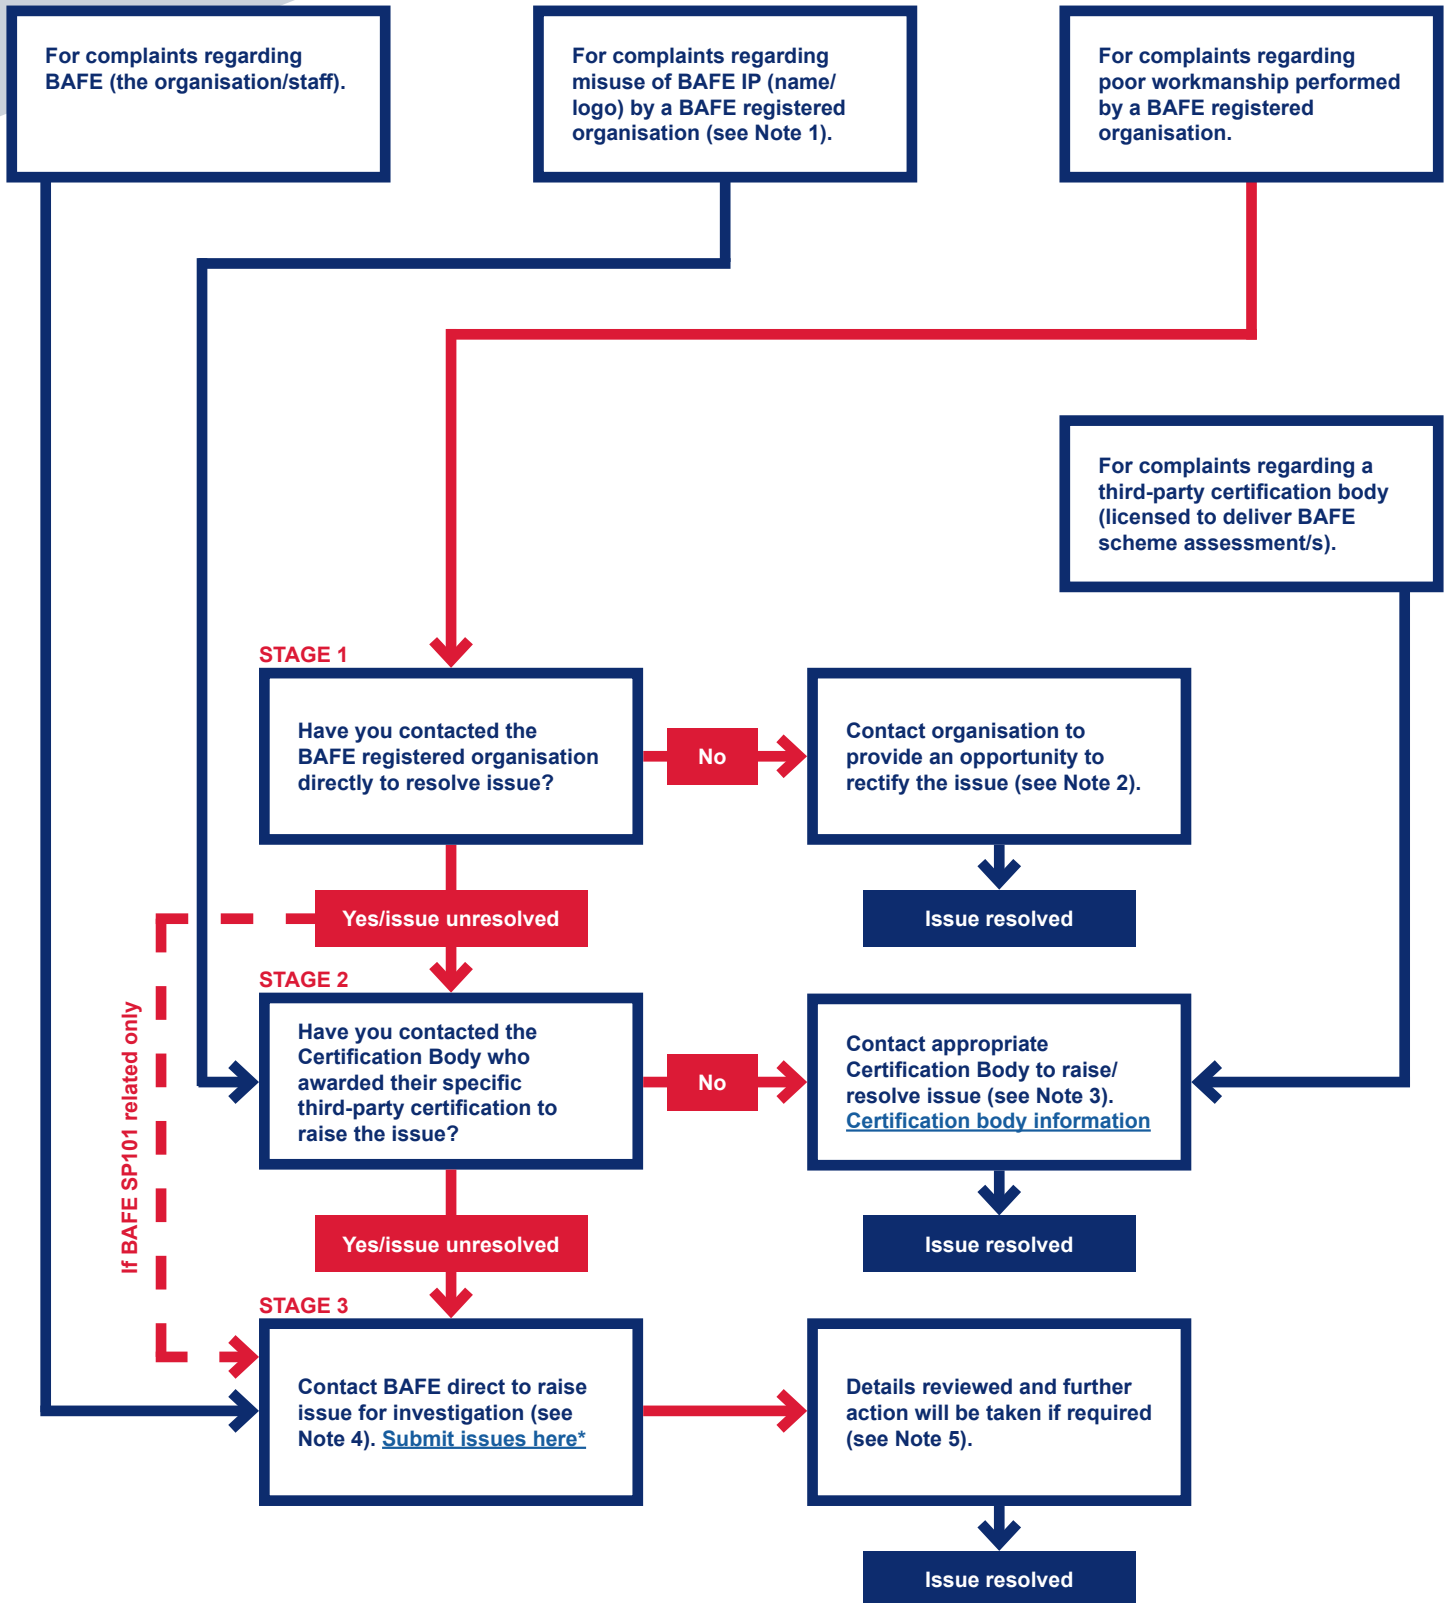 For complaints regarding
BAFE (the organisation/staff).
For complaints regarding
misuse of BAFE IP (name/
logo) by a BAFE registered
organisation (see Note 1).
For complaints regarding
poor workmanship performed
by a BAFE registered
organisation.
For complaints regarding a
third-party certification body
(licensed to deliver BAFE
scheme assessment/s).
STAGE 1
Have you contacted the
BAFE registered organisation
directly to resolve issue?
No
Contact organisation to
provide an opportunity to
rectify the issue (see Note 2).
Yes/issue unresolved
Issue resolved
If BAFE SP101 related only
STAGE 2
Have you contacted the
Certification Body who
awarded their specific
third-party certification to
raise the issue?
No
Contact appropriate
Certification Body to raise/
resolve issue (see Note 3).
Certification body information
Yes/issue unresolved
Issue resolved
STAGE 3
Contact BAFE direct to raise
issue for investigation (see
Note 4). Submit issues here*
Details reviewed and further
action will be taken if required
(see Note 5).
Issue resolved